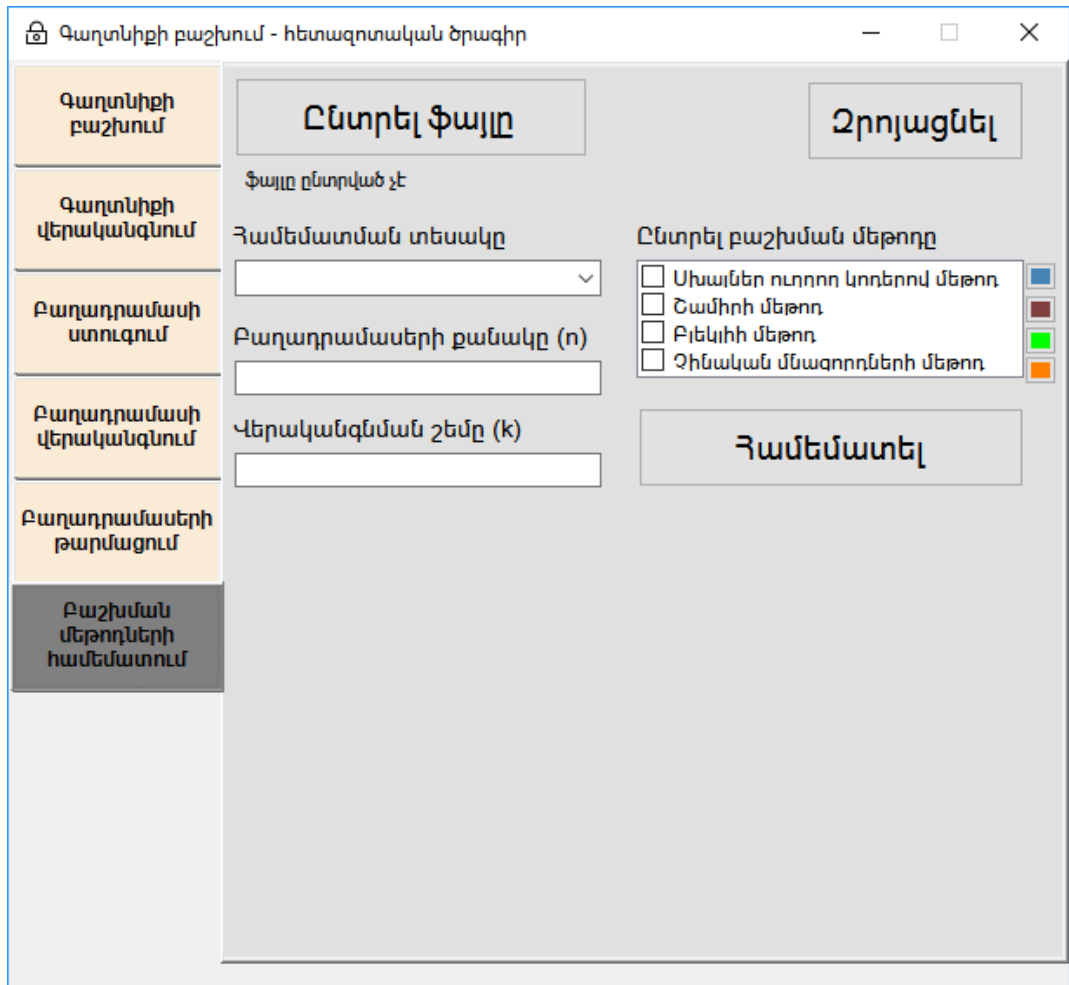 Գաղտնիքի բաշխում - հետազոտական ծրագիր
Գաղտնիքի
բաշխում
Գաղտնիքի
վերականգնում
Բաղադրամասի
ստուգում
Բաղադրամասի
վերականգնում
Բաղադրամասերի
թարմացում
Բաշխման
մեթոդների
համեմատում
Ընտրել ֆայլը
Զրոյացնել
Ֆայլը ընտրված չէ
Համեմատման տեսակը
Բաղադրամասերի քանակը (n)
Վերականգնման շեմը (k)
Ընտրել բաշխման մեթոդը
Սխալներ ուղղող կոդերով մեթոդ
Շամիրի մեթոդ
Բլեկլիի մեթոդ
Չինական մնացորդների մեթոդ
Համեմատել